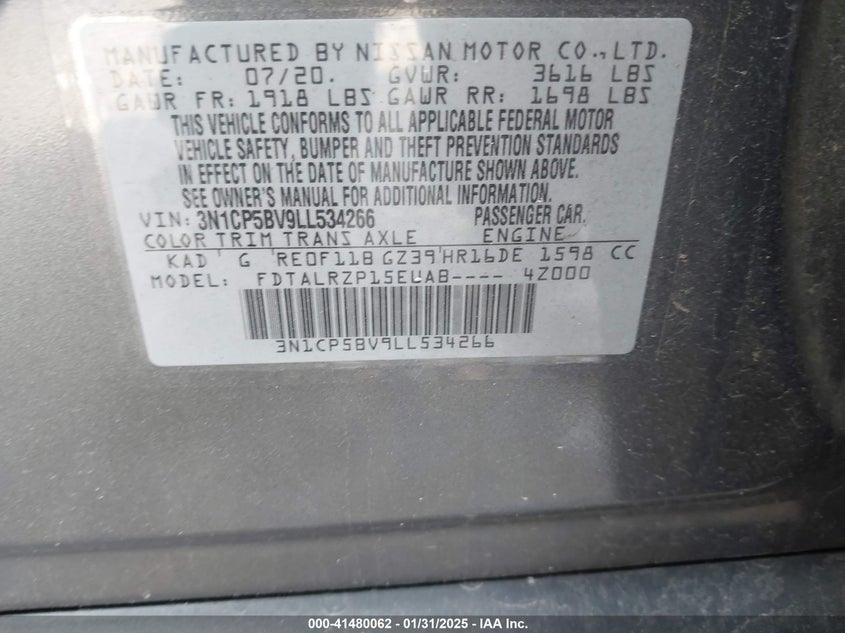 MANUFACTURED BY NISSAN MOTOR CO., LTD.
DATE: 07/20. GVWR: 3616 LBS
GAWR FR: 1918 LBS GAWR RR: 1698 LBS
THIS VEHICLE CONFORMS TO ALL APPLICABLE FEDERAL MOTOR
VEHICLE SAFETY, BUMPER AND THEFT PREVENTION STANDARDS
IN EFFECT ON THE DATE OF MANUFACTURE SHOWN ABOVE.
SEE OWNER'S MANUAL FOR ADDITIONAL INFORMATION.
VIN: 3N1CP5BV9LL534266 PASSENGER CAR.
COLOR TRIM TRANS AXLE ENGINE
KAD G RE0F11B GZ39 HR16DE 1598 CC
MODEL: FDTALRZP15EUAB---- 4Z000
3N1CP5BV9LL534266
000-41480062 - 01/31/2025 - IAA Inc.